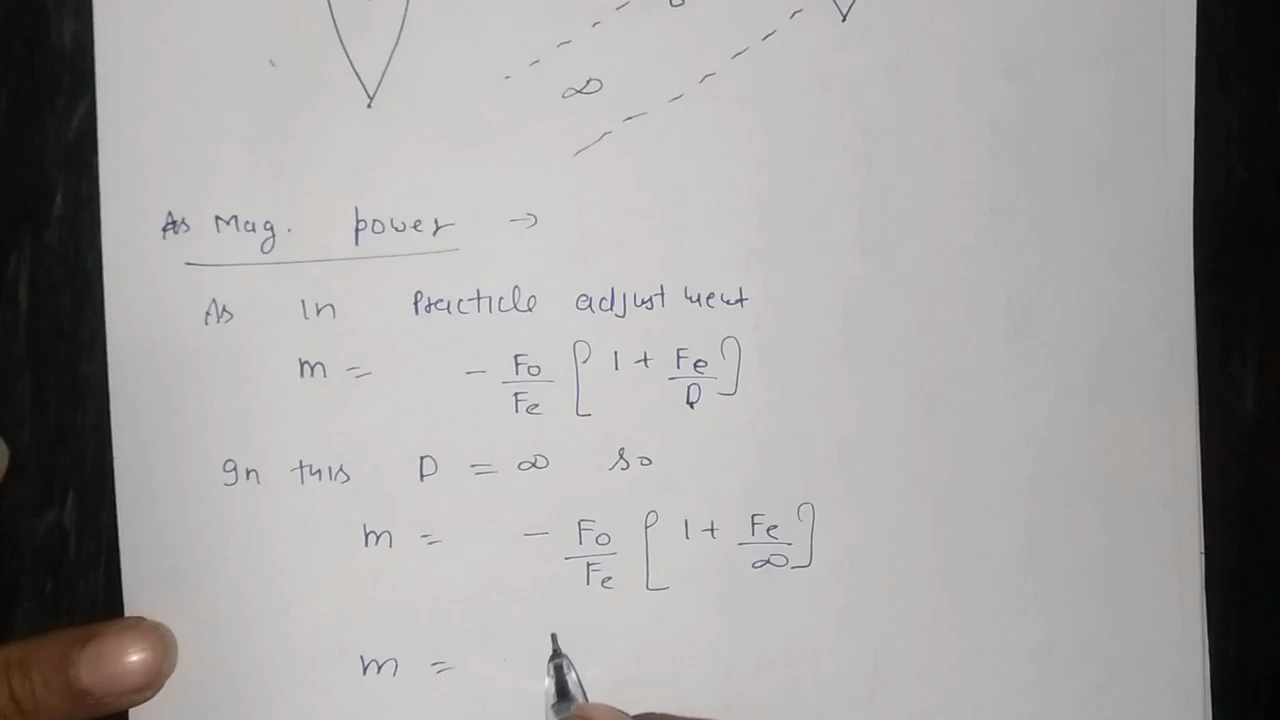 ∞
As Mag. power →
As In Practicle adjustment
m = - Fo/Fe [ 1 + Fe/D ]
In this D = ∞ so
m = - Fo/Fe [ 1 + Fe/∞ ]
m =